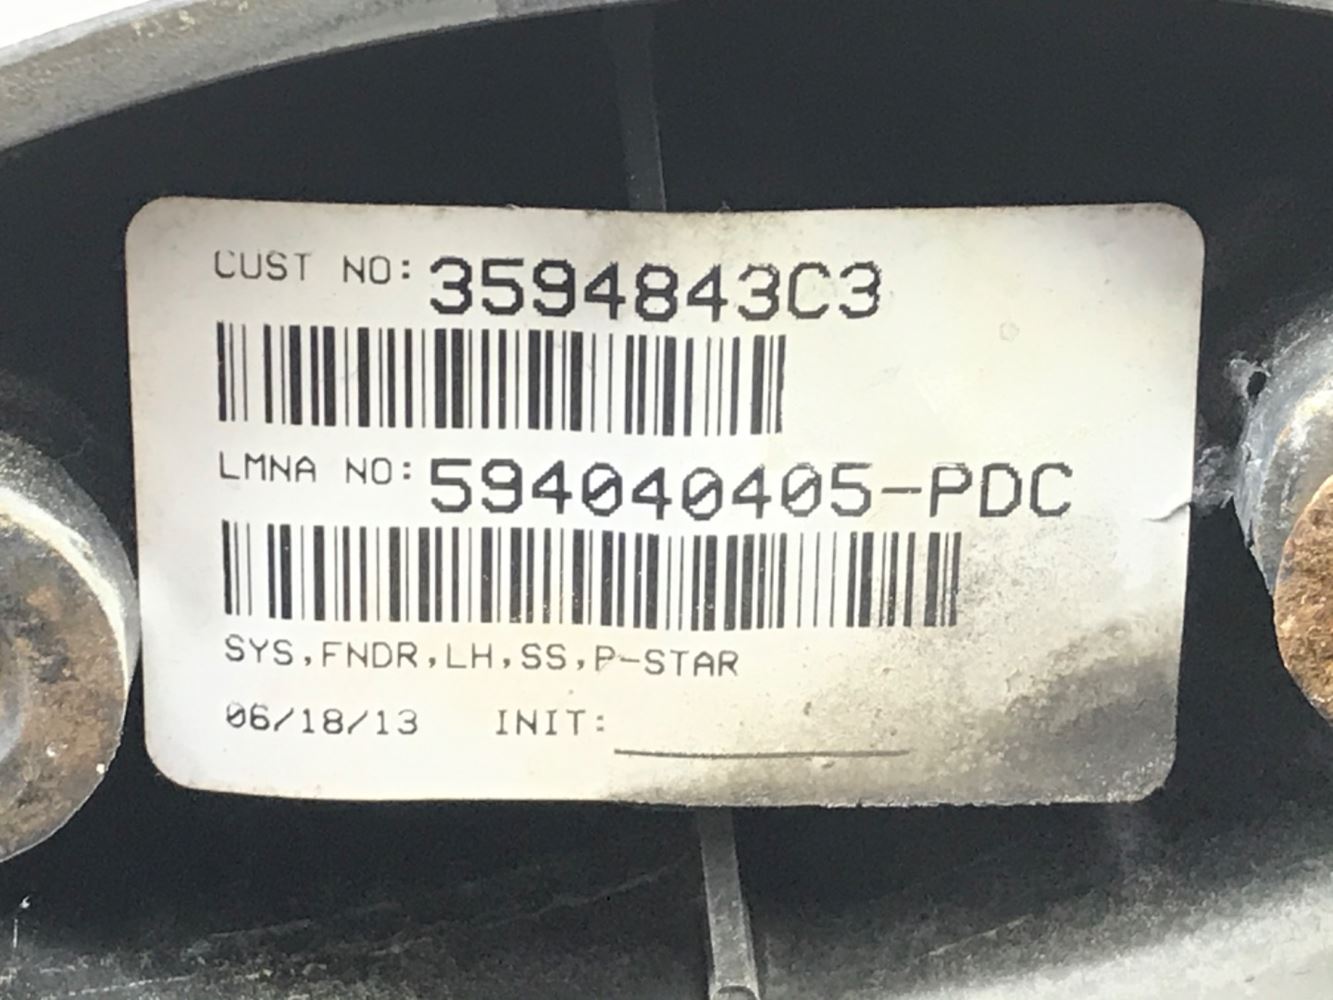 CUST NO: 3594843C3
LMNA NO: 594040405-PDC
SYS,FNDR,LH,SS,P-STAR
06/18/13 INIT: